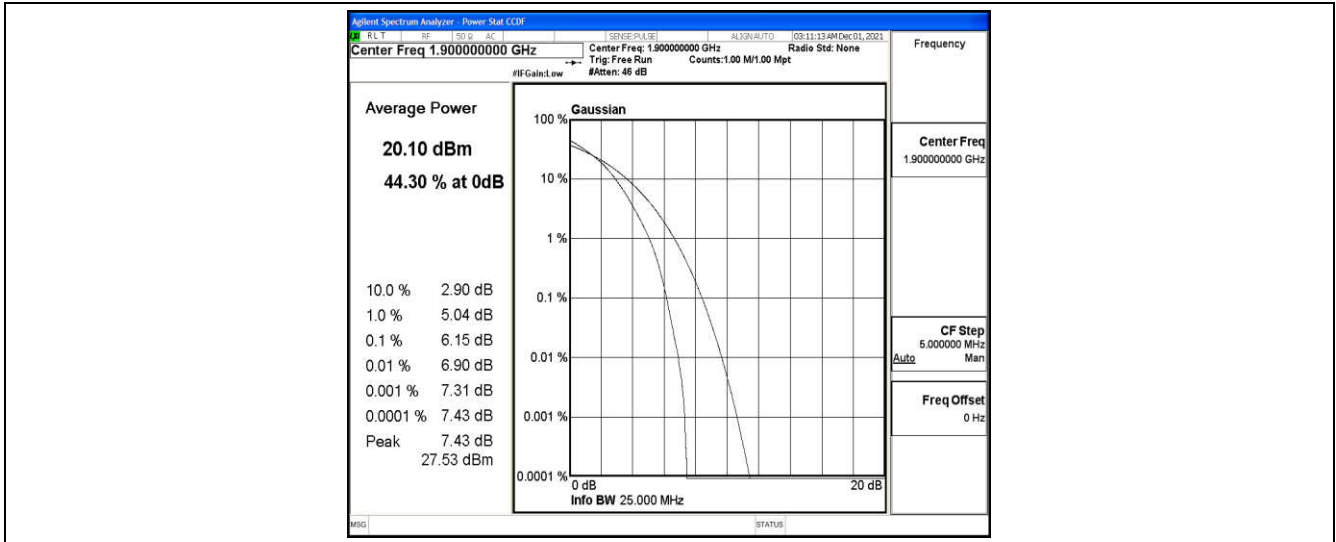 Agilent Spectrum Analyzer - Power Stat CCDF
RLT RF 50 Ω AC SENSE:PULSE ALIGN AUTO 03:11:13 AM Dec 01, 2021
Center Freq 1.900000000 GHz
Center Freq: 1.900000000 GHz Radio Std: None
Trig: Free Run Counts:1.00 M/1.00 Mpt
#IFGain:Low #Atten: 46 dB
Frequency
Average Power
20.10 dBm
44.30 % at 0dB
10.0 % 2.90 dB
1.0 % 5.04 dB
0.1 % 6.15 dB
0.01 % 6.90 dB
0.001 % 7.31 dB
0.0001 % 7.43 dB
Peak 7.43 dB
27.53 dBm
Gaussian
100 %
10 %
1 %
0.1 %
0.01 %
0.001 %
0.0001 %
0 dB 20 dB
Info BW 25.000 MHz
Center Freq
1.900000000 GHz
CF Step
5.000000 MHz
Auto Man
Freq Offset
0 Hz
MSG STATUS